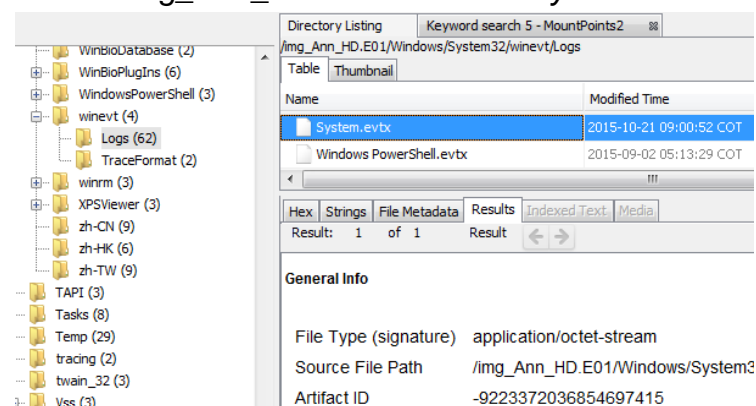 WinBioDatabase (2)
WinBioPlugIns (6)
WindowsPowerShell (3)
winevt (4)
Logs (62)
TraceFormat (2)
winrm (3)
XPSViewer (3)
zh-CN (9)
zh-HK (6)
zh-TW (9)
TAPI (3)
Tasks (8)
Temp (29)
tracing (2)
twain_32 (3)
Vss (3)
Directory Listing Keyword search 5 - MountPoints2
/img_Ann_HD.E01/Windows/System32/winevt/Logs
Table Thumbnail
Name Modified Time
System.evtx 2015-10-21 09:00:52 COT
Windows PowerShell.evtx 2015-09-02 05:13:29 COT
Hex Strings File Metadata Results Indexed Text Media
Result: 1 of 1 Result
General Info
File Type (signature) application/octet-stream
Source File Path /img_Ann_HD.E01/Windows/System3
Artifact ID -9223372036854697415